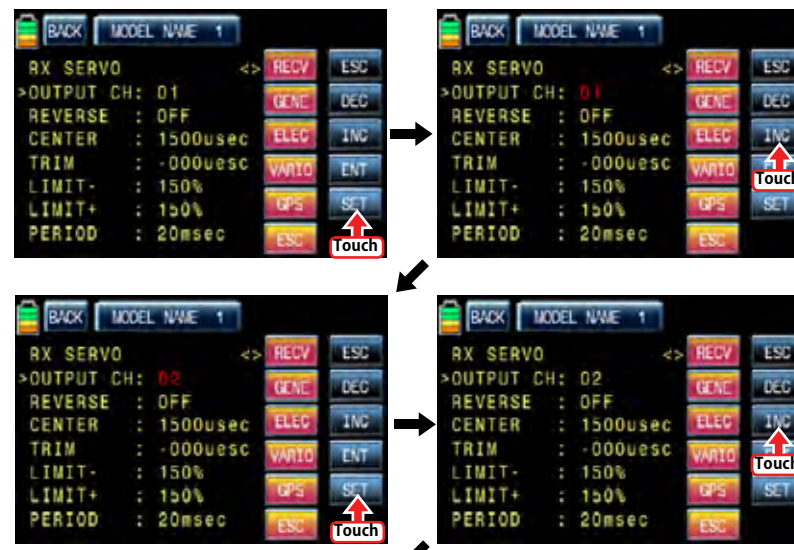 BACK MODEL NAME 1
RX SERVO <> RECV ESC
>OUTPUT CH: 01 GENE DEC
REVERSE : OFF
CENTER : 1500usec ELEC INC
TRIM : -000uesc VARIO ENT
LIMIT- : 150%
LIMIT+ : 150% GPS SET
PERIOD : 20msec ESC Touch
BACK MODEL NAME 1
RX SERVO <> RECV ESC
>OUTPUT CH: 01 GENE DEC
REVERSE : OFF
CENTER : 1500usec ELEC INC
TRIM : -000uesc VARIO
LIMIT- : 150% Touch
LIMIT+ : 150% GPS SET
PERIOD : 20msec ESC
BACK MODEL NAME 1
RX SERVO <> RECV ESC
>OUTPUT CH: 02 GENE DEC
REVERSE : OFF
CENTER : 1500usec ELEC INC
TRIM : -000uesc VARIO ENT
LIMIT- : 150%
LIMIT+ : 150% GPS SET
PERIOD : 20msec ESC Touch
BACK MODEL NAME 1
RX SERVO <> RECV ESC
>OUTPUT CH: 02 GENE DEC
REVERSE : OFF
CENTER : 1500usec ELEC INC
TRIM : -000uesc VARIO
LIMIT- : 150% Touch
LIMIT+ : 150% GPS SET
PERIOD : 20msec ESC